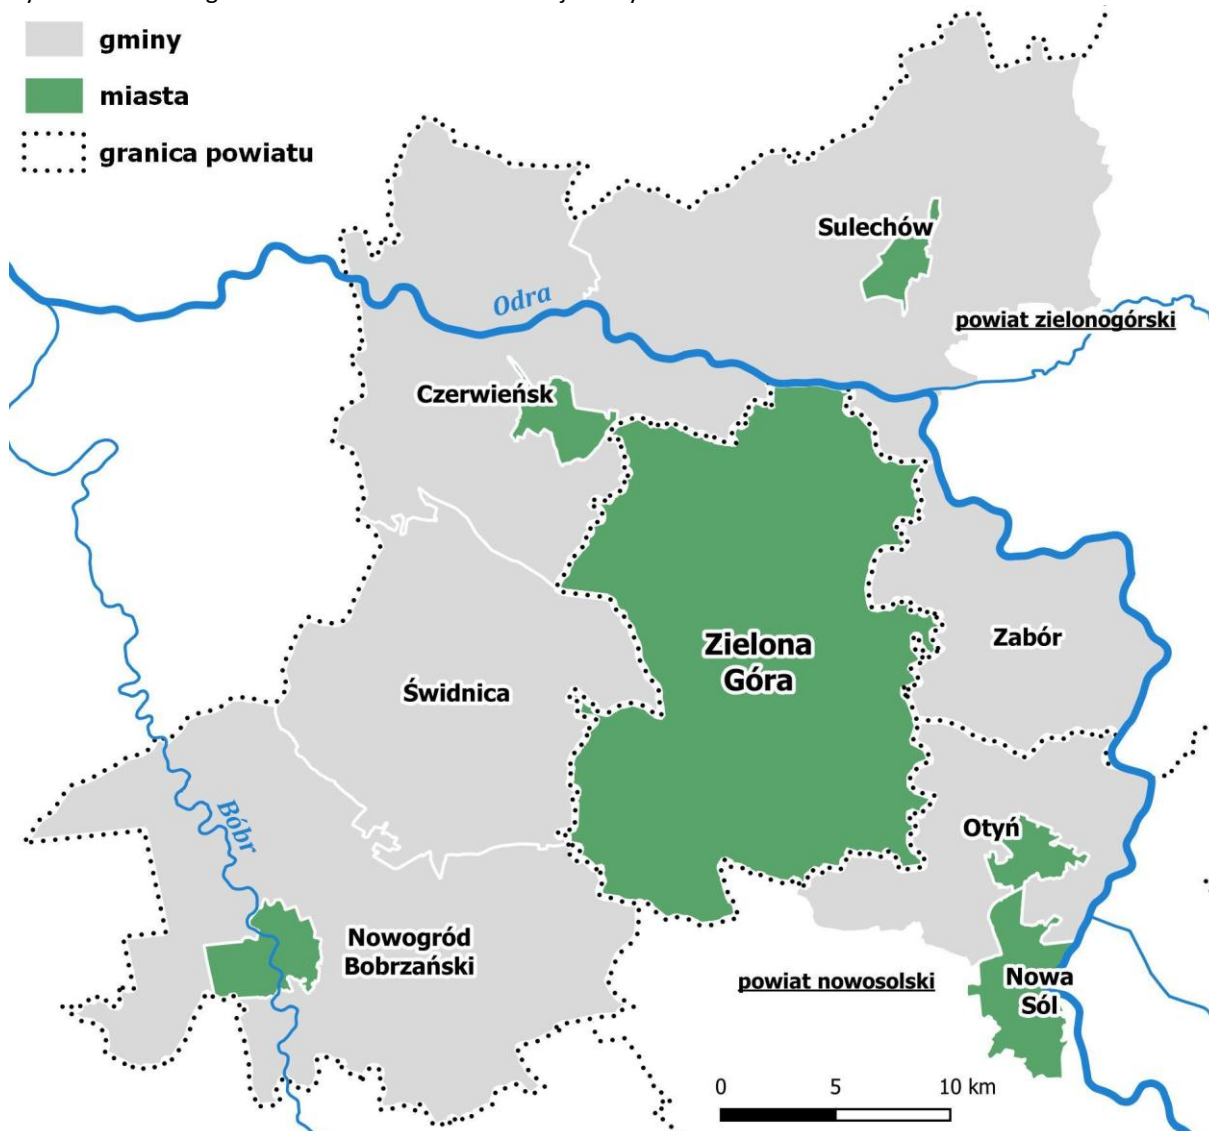 gminy
miasta
granica powiatu
Sulechów
Odra
powiat zielonogórski
Czerwieńsk
Zielona
Góra
Zabór
Świdnica
Bóbr
Otyń
Nowogród
Bobrzański
powiat nowosolski
Nowa
Sól
0 5 10 km